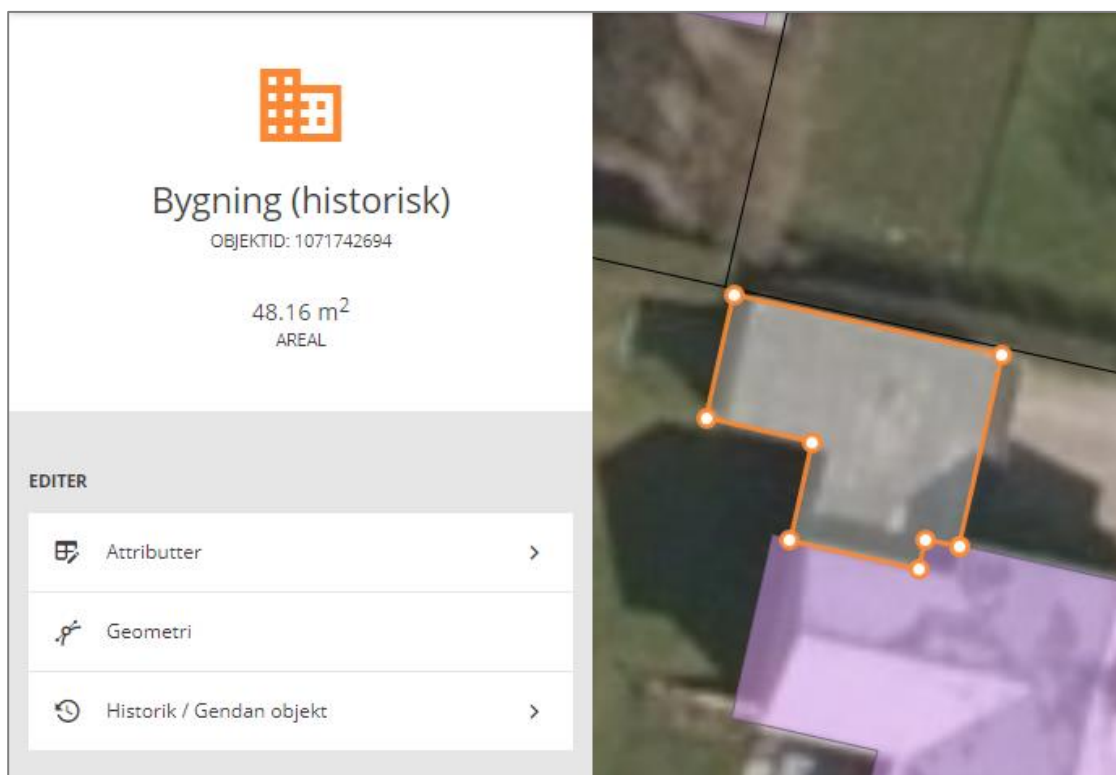 Bygning (historisk)
OBJEKTID: 1071742694
48.16 m²
AREAL
EDITER
Attributter
Geometri
Historik / Gendan objekt